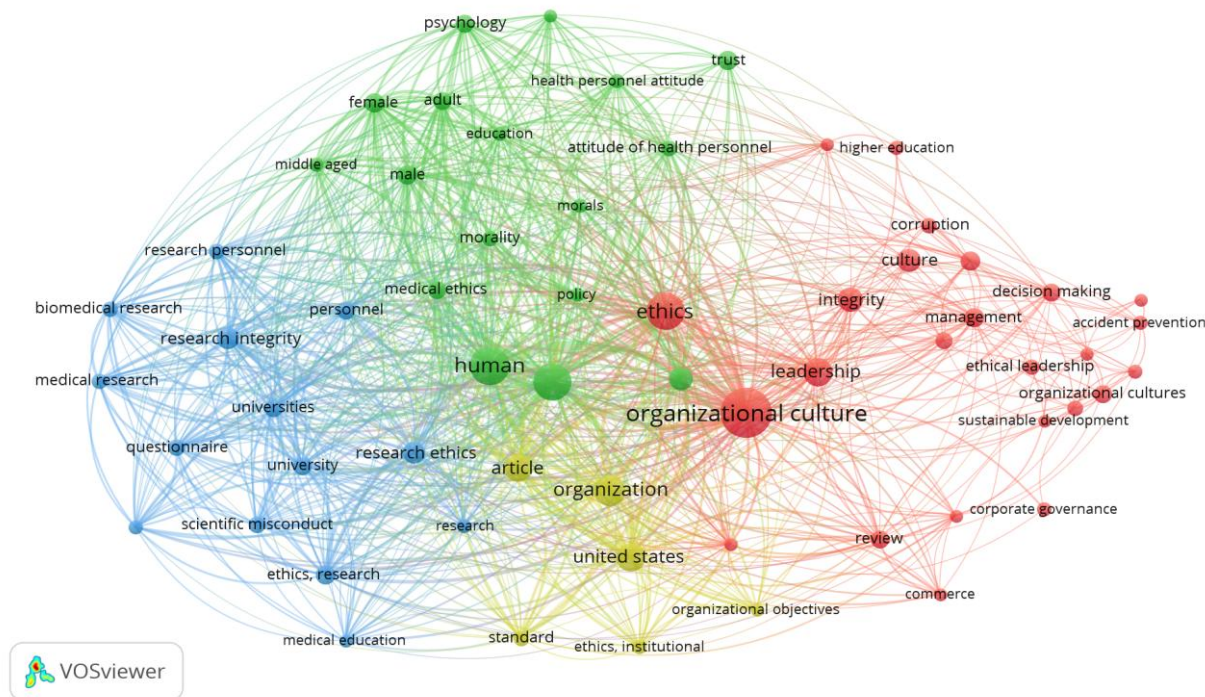 psychology
trust
health personnel attitude
female
adult
education
attitude of health personnel
higher education
middle aged
male
morals
corruption
morality
research personnel
culture
medical ethics
policy
integrity
decision making
biomedical research
personnel
ethics
management
accident prevention
research integrity
human
leadership
ethical leadership
medical research
organizational cultures
universities
organizational culture
sustainable development
questionnaire
research ethics
university
article
organization
corporate governance
scientific misconduct
research
review
united states
ethics, research
commerce
organizational objectives
medical education
standard
ethics, institutional
VOSviewer